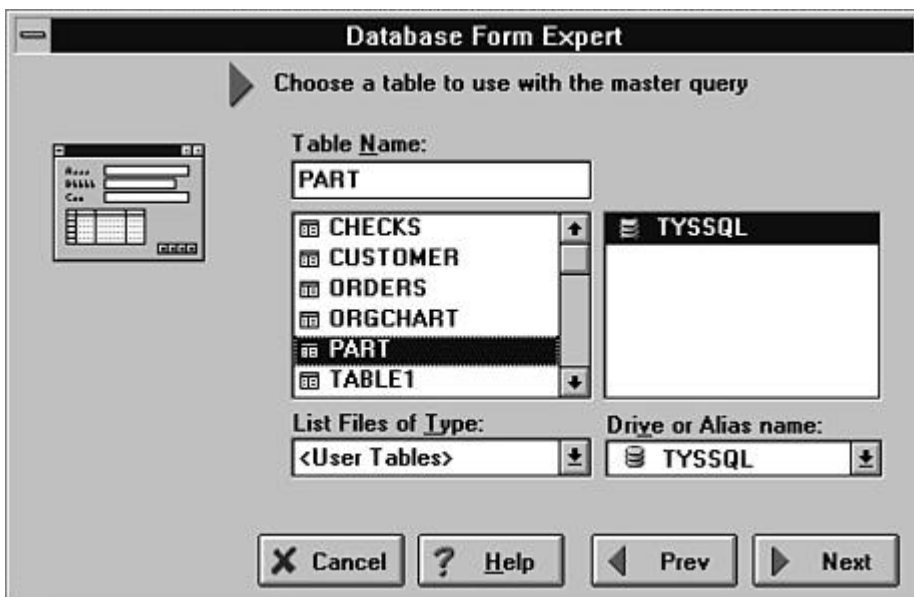 Database Form Expert
Choose a table to use with the master query
Table Name:
PART
CHECKS
CUSTOMER
ORDERS
ORGCHART
PART
TABLE1
TYSSQL
List Files of Type:
<User Tables>
Drive or Alias name:
TYSSQL
Cancel
? Help
Prev
Next